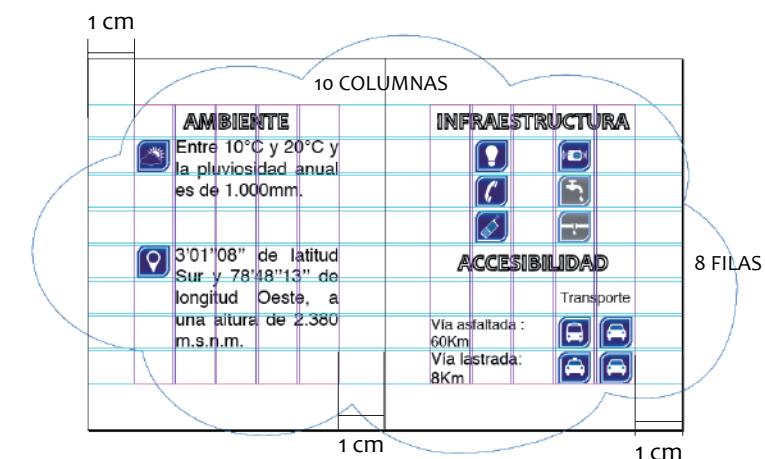 1 cm
10 COLUMNAS
AMBIENTE
Entre 10°C y 20°C y
la pluviosidad anual
es de 1.000mm.
3'01''08'' de latitud
Sur y 78'48''13'' de
longitud Oeste, a
una altura de 2.380
m.s.n.m.
INFRAESTRUCTURA
ACCESIBILIDAD
Transporte
Vía asfaltada :
60Km
Vía lastrada:
8Km
8 FILAS
1 cm
1 cm